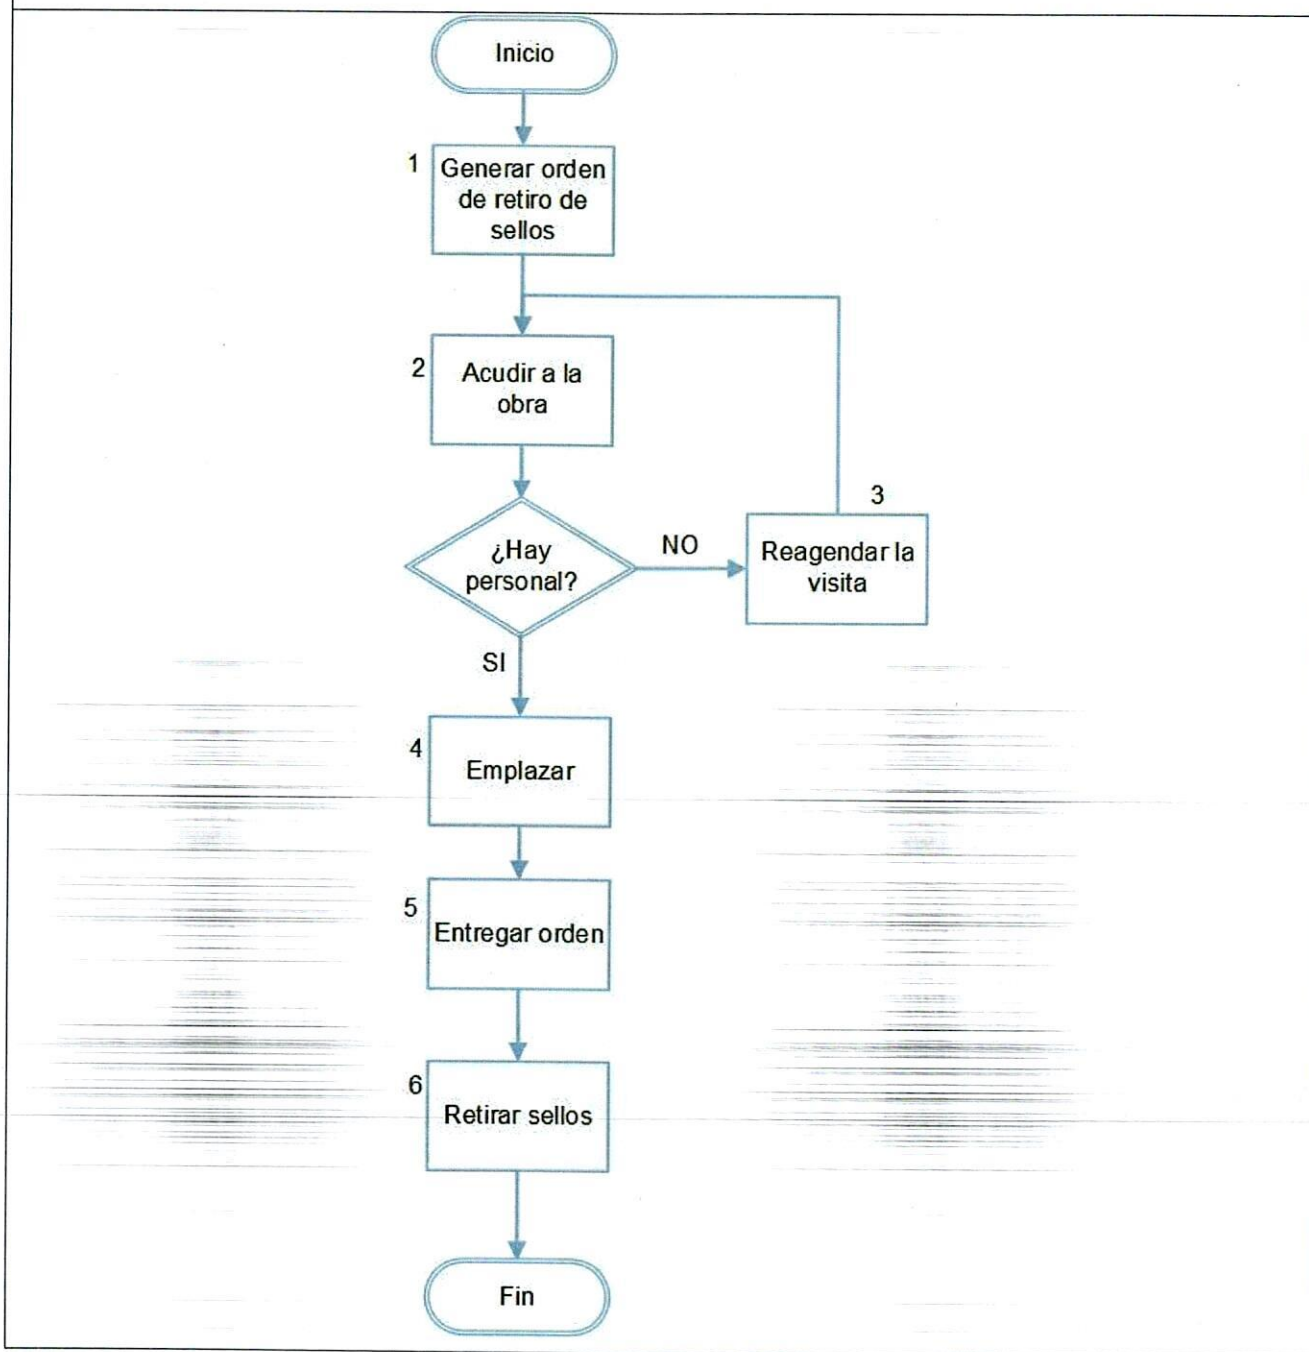 Inicio
1
Generar orden
de retiro de
sellos
2
Acudir a la
obra
¿Hay
personal?
NO
3
Reagendar la
visita
SI
4
Emplazar
5
Entregar orden
6
Retirar sellos
Fin